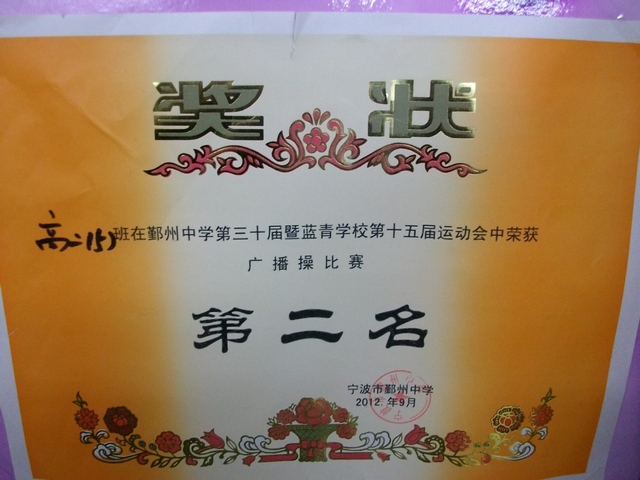 奖状
高二(5)班在鄞州中学第三十届暨蓝青学校第十五届运动会中荣获
广播操比赛
第二名
宁波市鄞州中学
2012.年9月